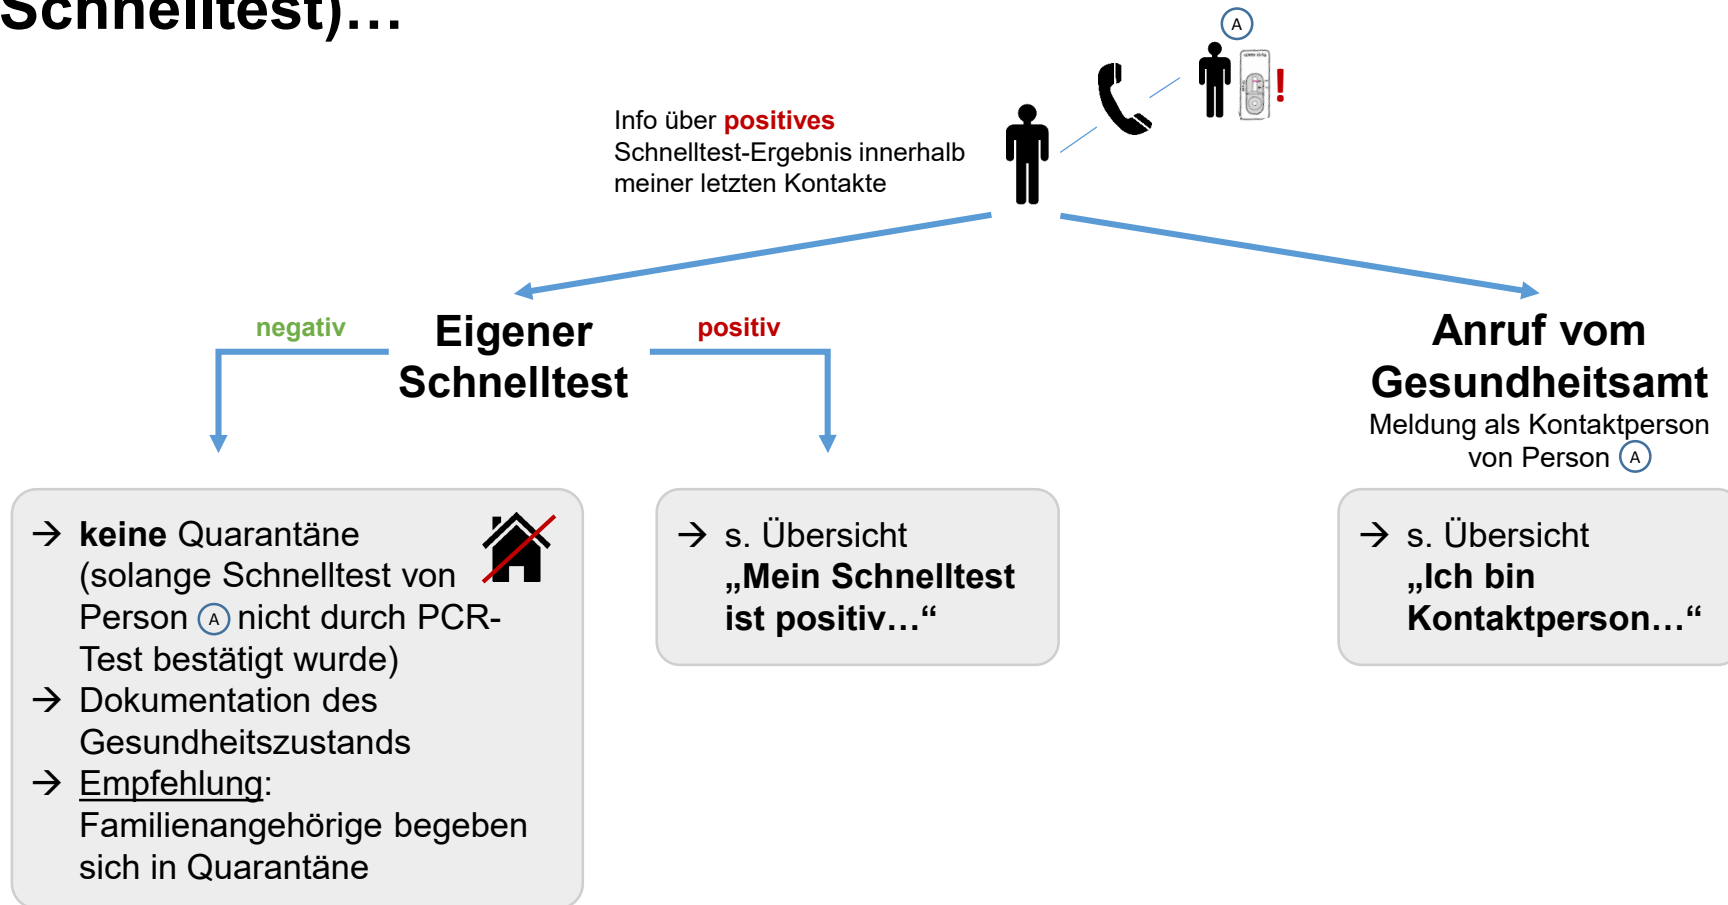 Schnelltest)…
A
Info über positives
Schnelltest-Ergebnis innerhalb
meiner letzten Kontakte
!
negativ
Eigener
Schnelltest
positiv
→ keine Quarantäne
(solange Schnelltest von
Person A nicht durch PCR-
Test bestätigt wurde)
→ Dokumentation des
Gesundheitszustands
→ Empfehlung:
Familienangehörige begeben
sich in Quarantäne
→ s. Übersicht
„Mein Schnelltest
ist positiv…“
Anruf vom
Gesundheitsamt
Meldung als Kontaktperson
von Person A
→ s. Übersicht
„Ich bin
Kontaktperson…“